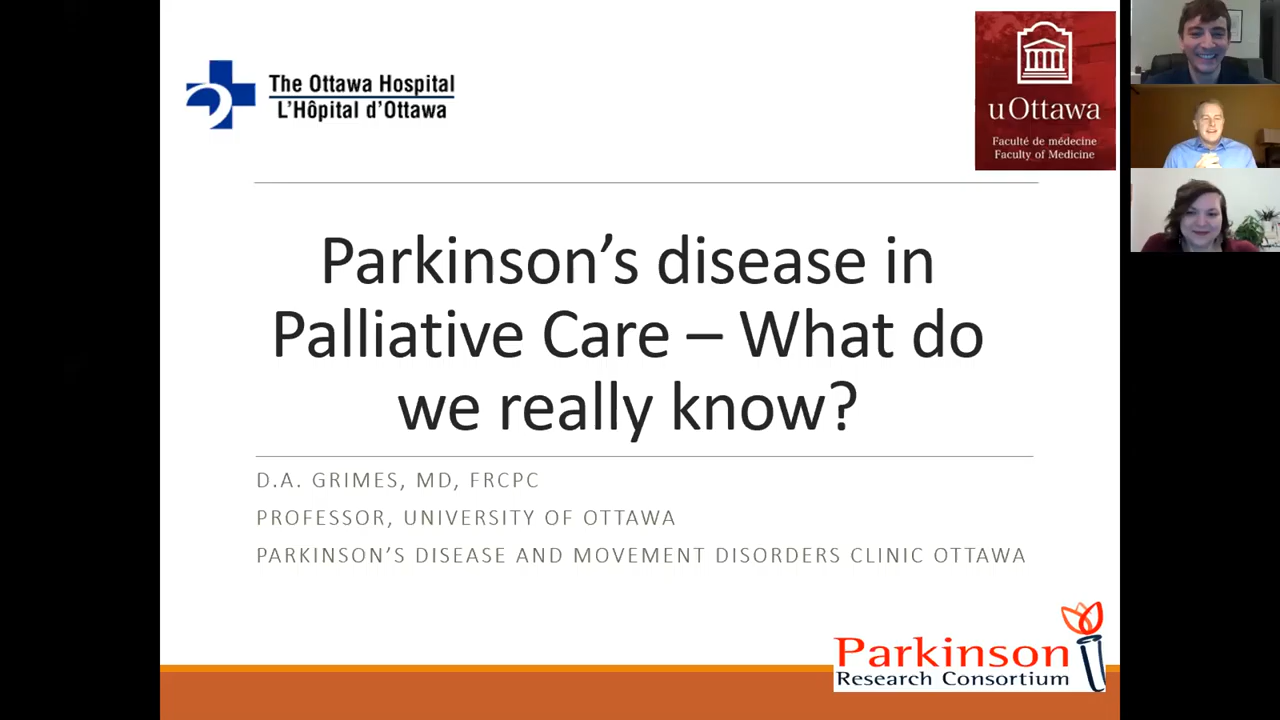 The Ottawa Hospital
L'Hôpital d'Ottawa
uOttawa
Faculté de médecine
Faculty of Medicine
Parkinson's disease in
Palliative Care – What do
we really know?
D.A. GRIMES, MD, FRCPC
PROFESSOR, UNIVERSITY OF OTTAWA
PARKINSON'S DISEASE AND MOVEMENT DISORDERS CLINIC OTTAWA
Parkinson
Research Consortium